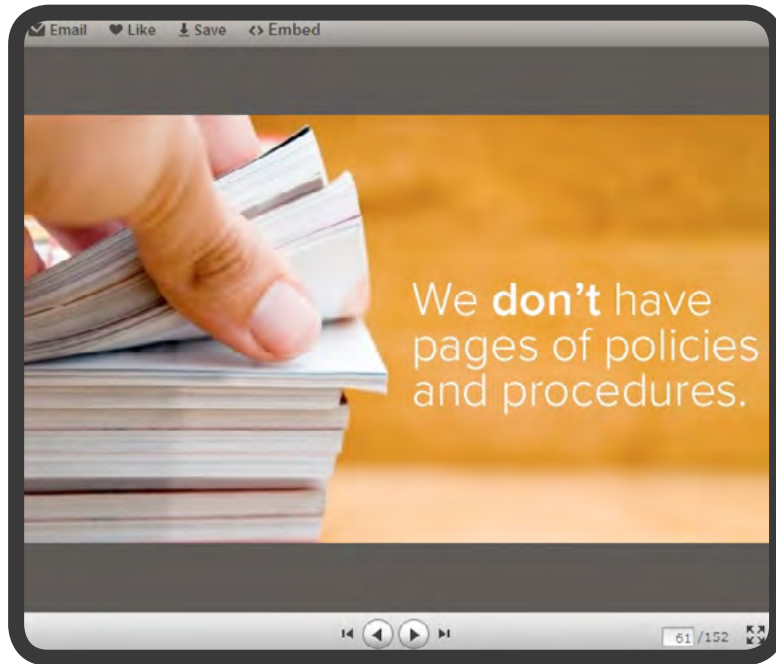 Email Like Save <> Embed
We don't have
pages of policies
and procedures.
61 /152